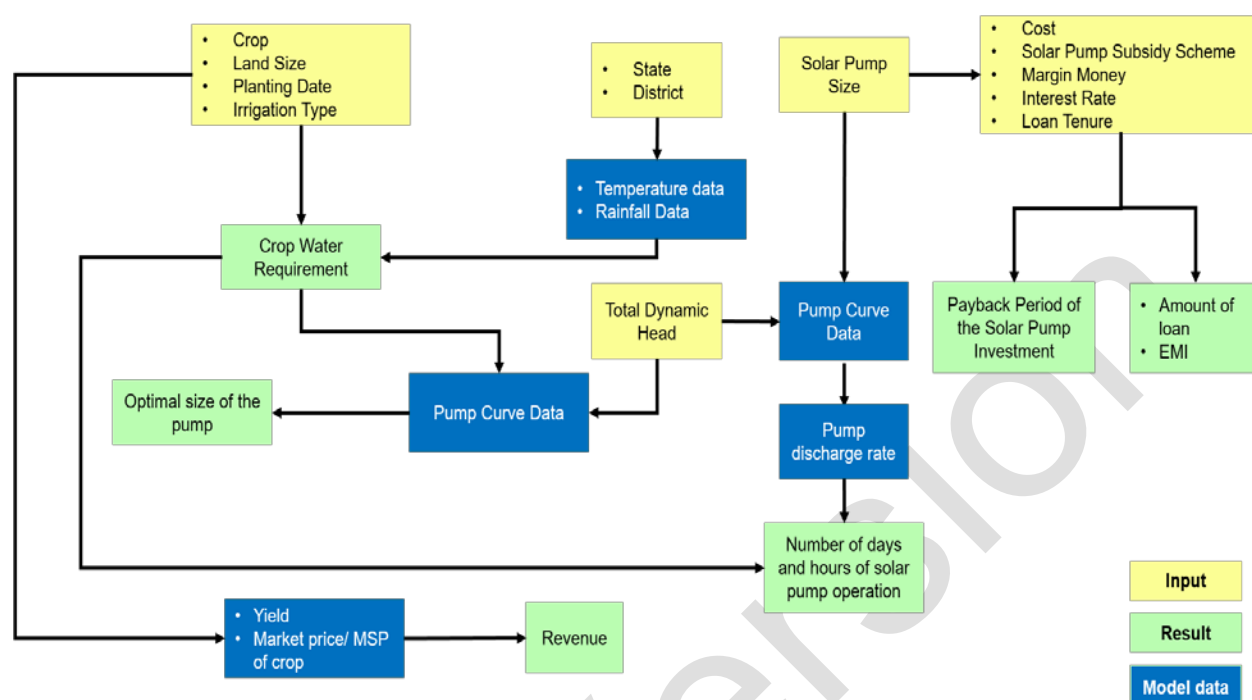 • Crop
• Land Size
• Planting Date
• Irrigation Type
• State
• District
Solar Pump
Size
• Cost
• Solar Pump Subsidy Scheme
• Margin Money
• Interest Rate
• Loan Tenure
• Temperature data
• Rainfall Data
Crop Water
Requirement
Total Dynamic
Head
Pump Curve
Data
Payback Period of
the Solar Pump
Investment
• Amount of
loan
• EMI
Optimal size of the
pump
Pump Curve Data
Pump
discharge rate
Number of days
and hours of solar
pump operation
• Yield
• Market price/ MSP
of crop
Revenue
Input
Result
Model data
ersion